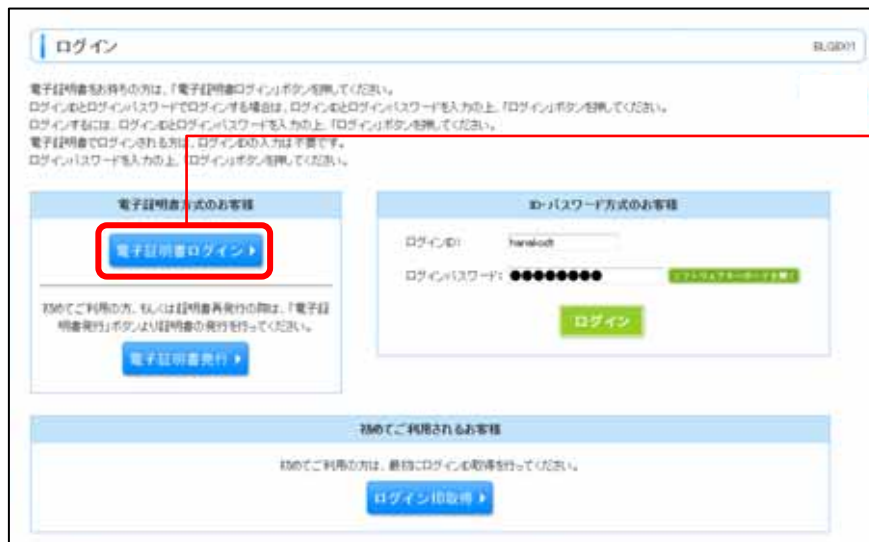 ログイン
BLGI001
電子証明書をお持ちの方は、「電子証明書ログイン」ボタンを押してください。
ログインIDとログインパスワードでログインする場合は、ログインIDとログインパスワードを入力の上、「ログイン」ボタンを押してください。
ログインするには、ログインIDとログインパスワードを入力の上、「ログイン」ボタンを押してください。
電子証明書でログインされる方は、ログインIDの入力は不要です。
ログインパスワードを入力の上、「ログイン」ボタンを押してください。
電子証明書方式のお客様
電子証明書ログイン
初めてご利用の方、もしくは証明書再発行の際は、「電子証
明書発行」ボタンより証明書の発行を行ってください。
電子証明書発行
ID・パスワード方式のお客様
ログインID:
hanakodt
ログインパスワード:
●●●●●●●●
ソフトウェアキーボードを開く
ログイン
初めてご利用されるお客様
初めてご利用の方は、最初にログインID取得を行ってください。
ログインID取得